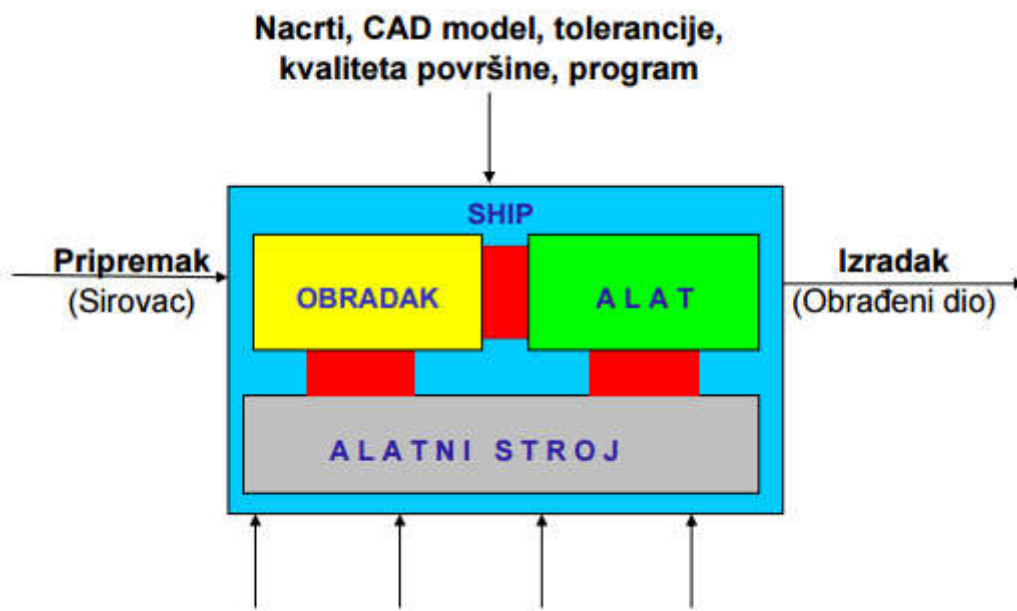 Nacrti, CAD model, tolerancije,
kvaliteta površine, program
SHIP
Pripremak
(Sirovac)
OBRADAK
A L A T
Izradak
(Obrađeni dio)
A L A T N I  S T R O J